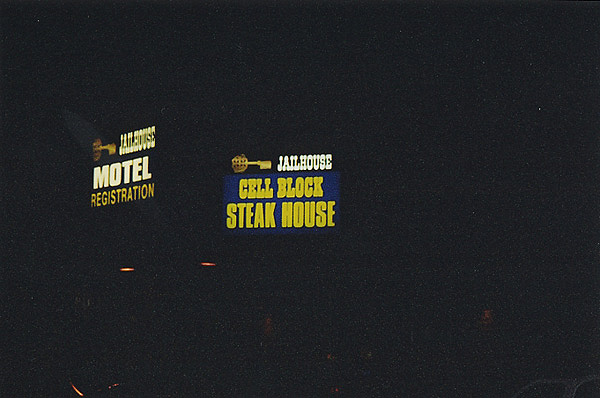 JAILHOUSE
MOTEL
REGISTRATION
JAILHOUSE
CELL BLOCK
STEAK HOUSE